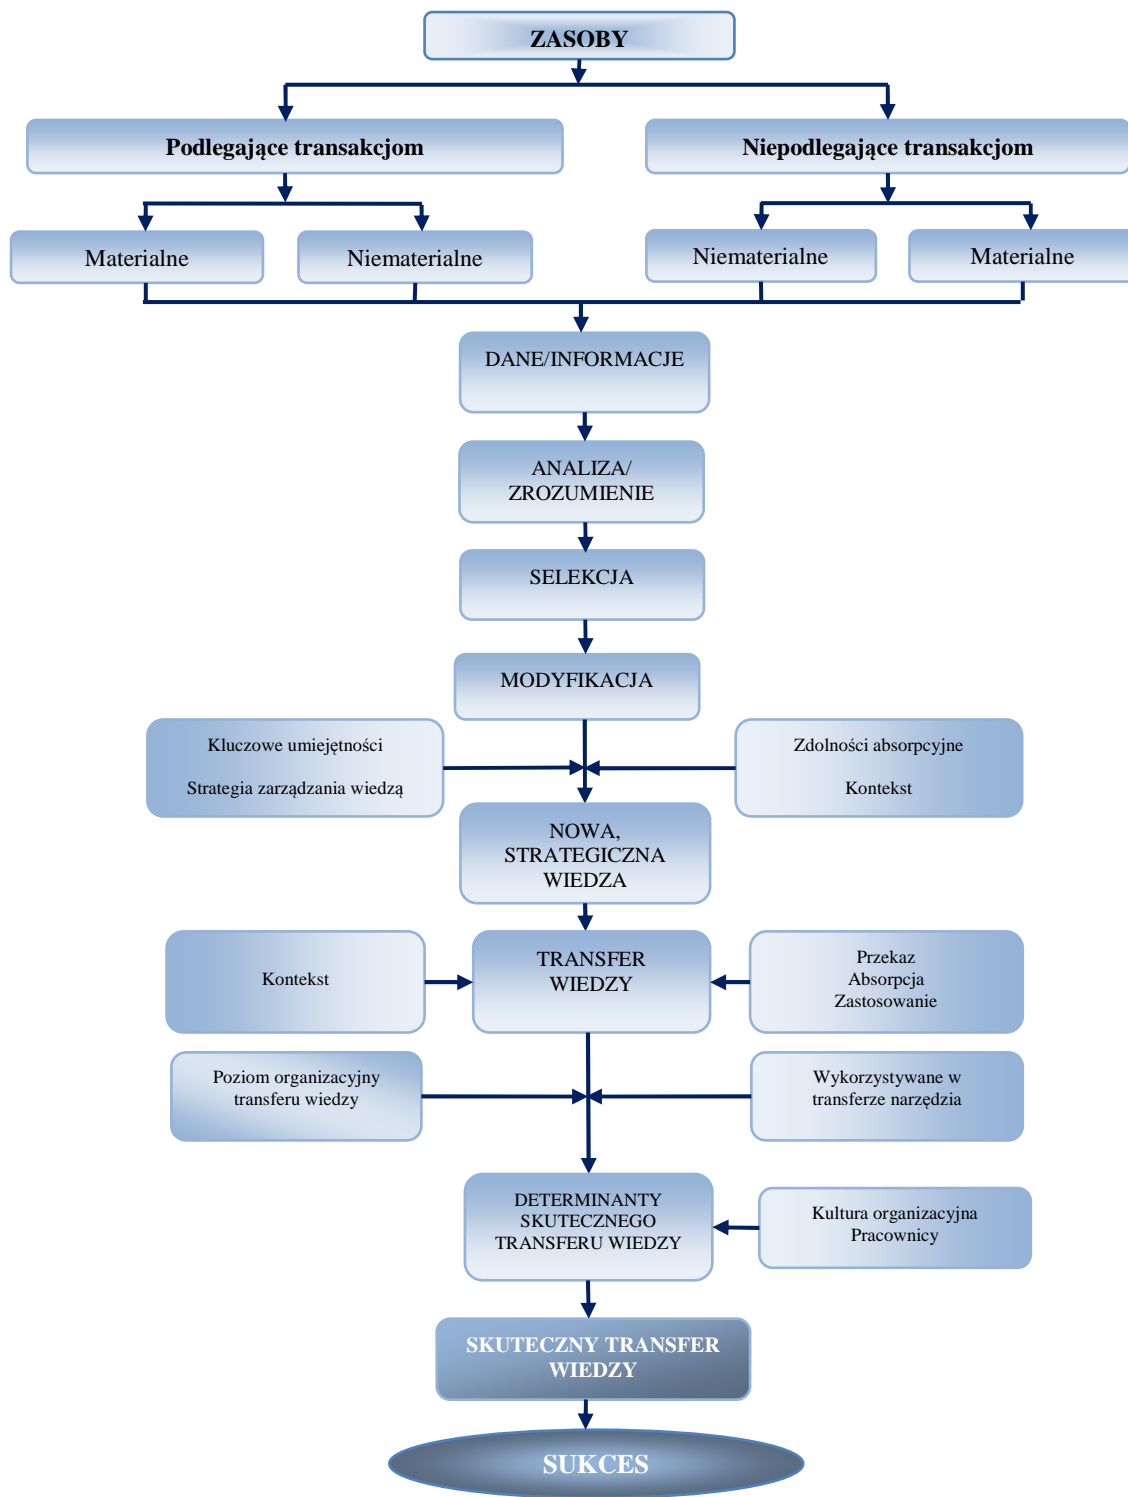 ZASOBY
Podlegające transakcjom
Niepodlegające transakcjom
Materialne
Niematerialne
Niematerialne
Materialne
DANE/INFORMACJE
ANALIZA/
ZROZUMIENIE
SELEKCJA
MODYFIKACJA
Kluczowe umiejętności
Strategia zarządzania wiedzą
Zdolności absorpcyjne
Kontekst
NOWA,
STRATEGICZNA
WIEDZA
Kontekst
TRANSFER
WIEDZY
Przekaz
Absorpcja
Zastosowanie
Poziom organizacyjny
transferu wiedzy
Wykorzystywane w
transferze narzędzia
DETERMINANTY
SKUTECZNEGO
TRANSFERU WIEDZY
Kultura organizacyjna
Pracownicy
SKUTECZNY TRANSFER
WIEDZY
SUKCES